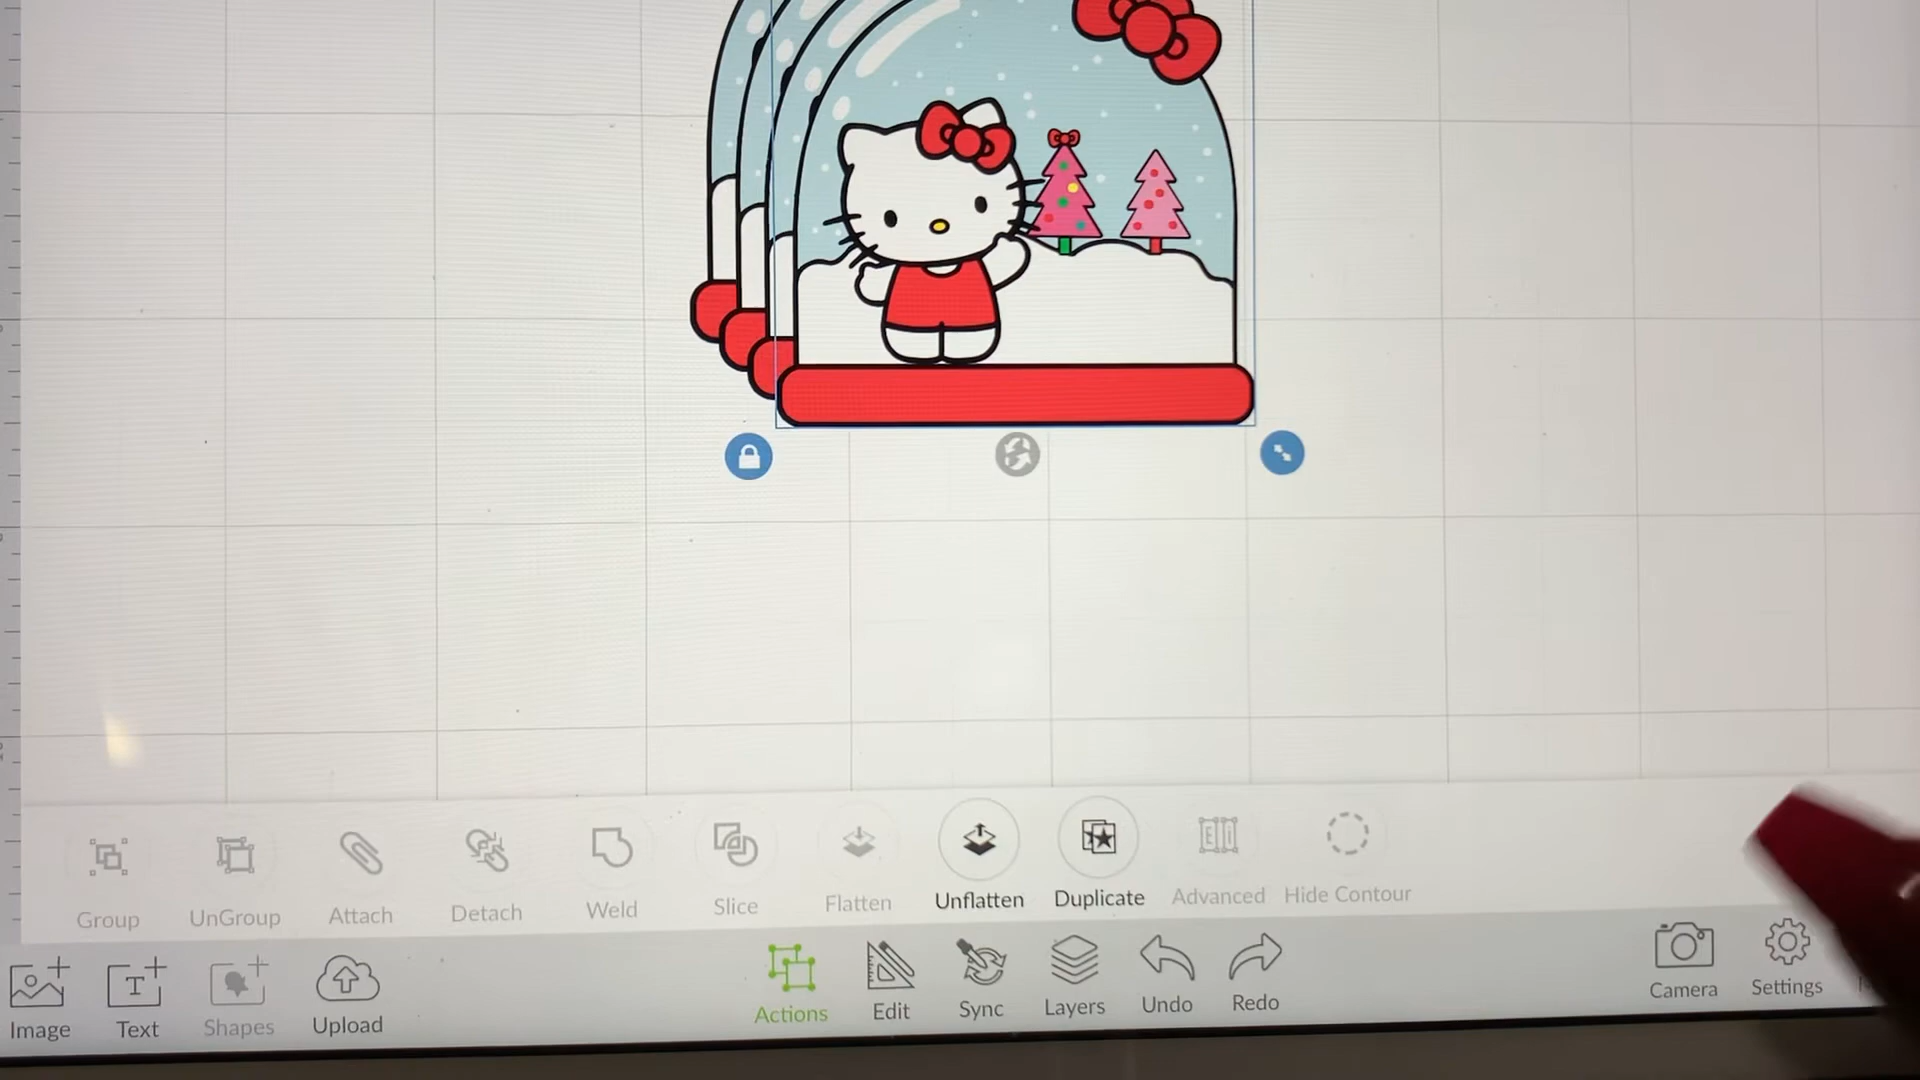 Group UnGroup Attach Detach Weld Slice Flatten Unflatten Duplicate Advanced Hide Contour
Image Text Shapes Upload Actions Edit Sync Layers Undo Redo Camera Settings